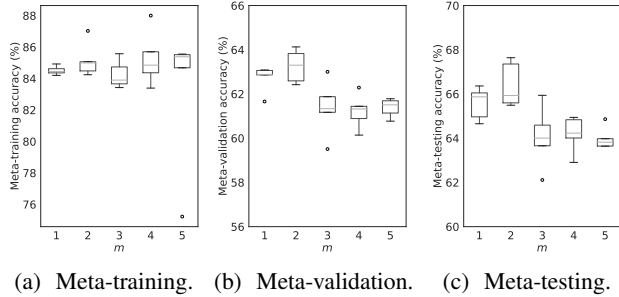 Meta-training accuracy (%)
88
86
84
82
80
78
76
1 2 3 4 5
m
Meta-validation accuracy (%)
66
64
62
60
58
56
1 2 3 4 5
m
Meta-testing accuracy (%)
70
68
66
64
62
60
1 2 3 4 5
m
(a) Meta-training. (b) Meta-validation. (c) Meta-testing.